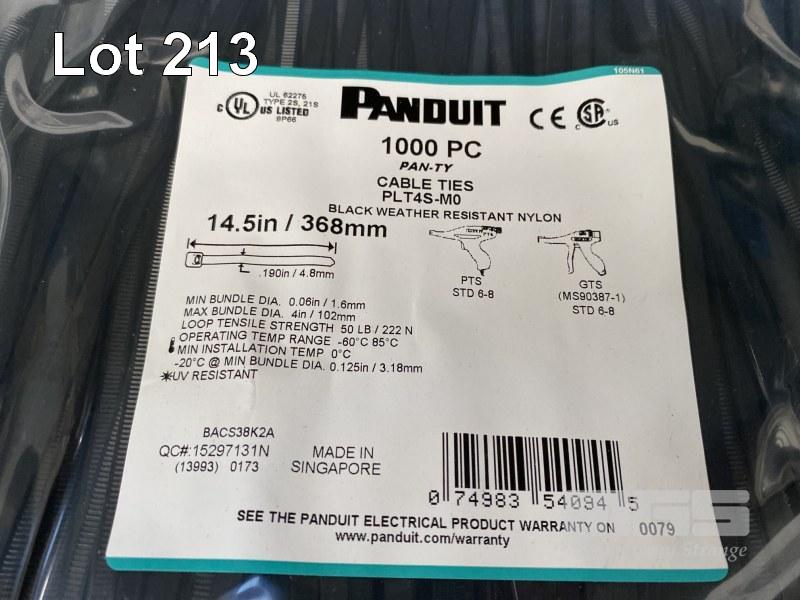 Lot 213
105N61
UL 62275
TYPE 2S, 21S
c UL US LISTED
PANDUIT
CE
c SA US
1000 PC
PAN-TY
CABLE TIES
PLT4S-M0
BLACK WEATHER RESISTANT NYLON
14.5in / 368mm
.190in / 4.8mm
PTS
STD 6-8
GTS
(MS90387-1)
STD 6-8
MIN BUNDLE DIA. 0.06in / 1.6mm
MAX BUNDLE DIA. 4in / 102mm
LOOP TENSILE STRENGTH 50 LB / 222 N
OPERATING TEMP RANGE -60°C 85°C
MIN INSTALLATION TEMP 0°C
-20°C @ MIN BUNDLE DIA. 0.125in / 3.18mm
UV RESISTANT
BACS38K2A
QC#:15297131N
(13993) 0173
MADE IN
SINGAPORE
0 74983 54094 5
SEE THE PANDUIT ELECTRICAL PRODUCT WARRANTY ON 0079
www.panduit.com/warranty
Strange